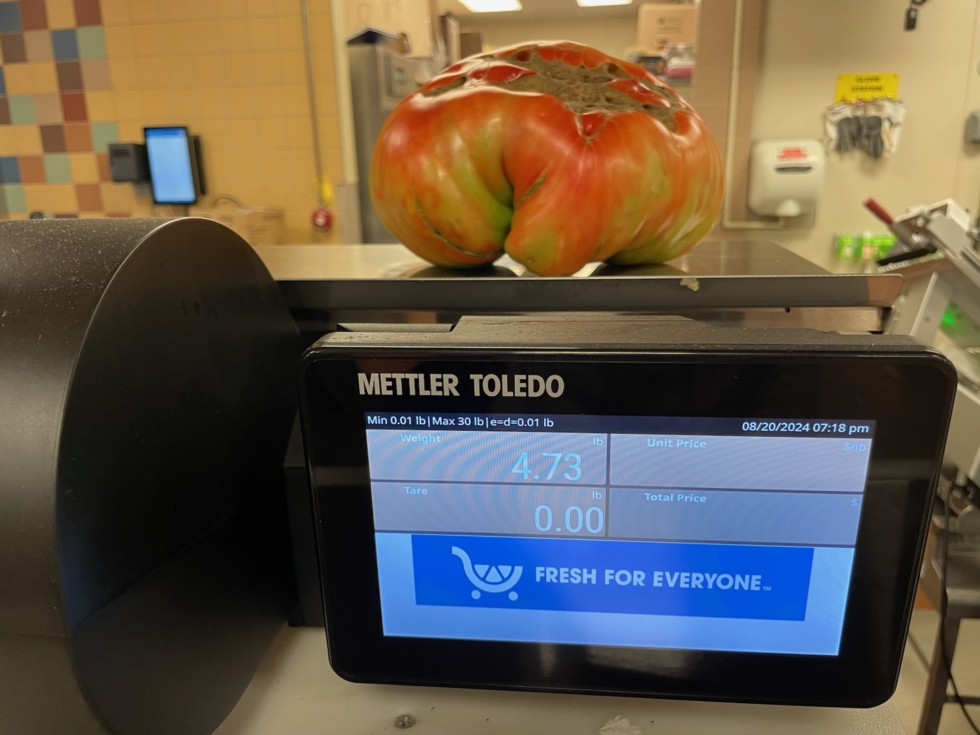 METTLER TOLEDO
Min 0.01 lb|Max 30 lb|e=d=0.01 lb 08/20/2024 07:18 pm
Weight lb Unit Price $/lb
4.73
Tare lb Total Price $
0.00
FRESH FOR EVERYONE™